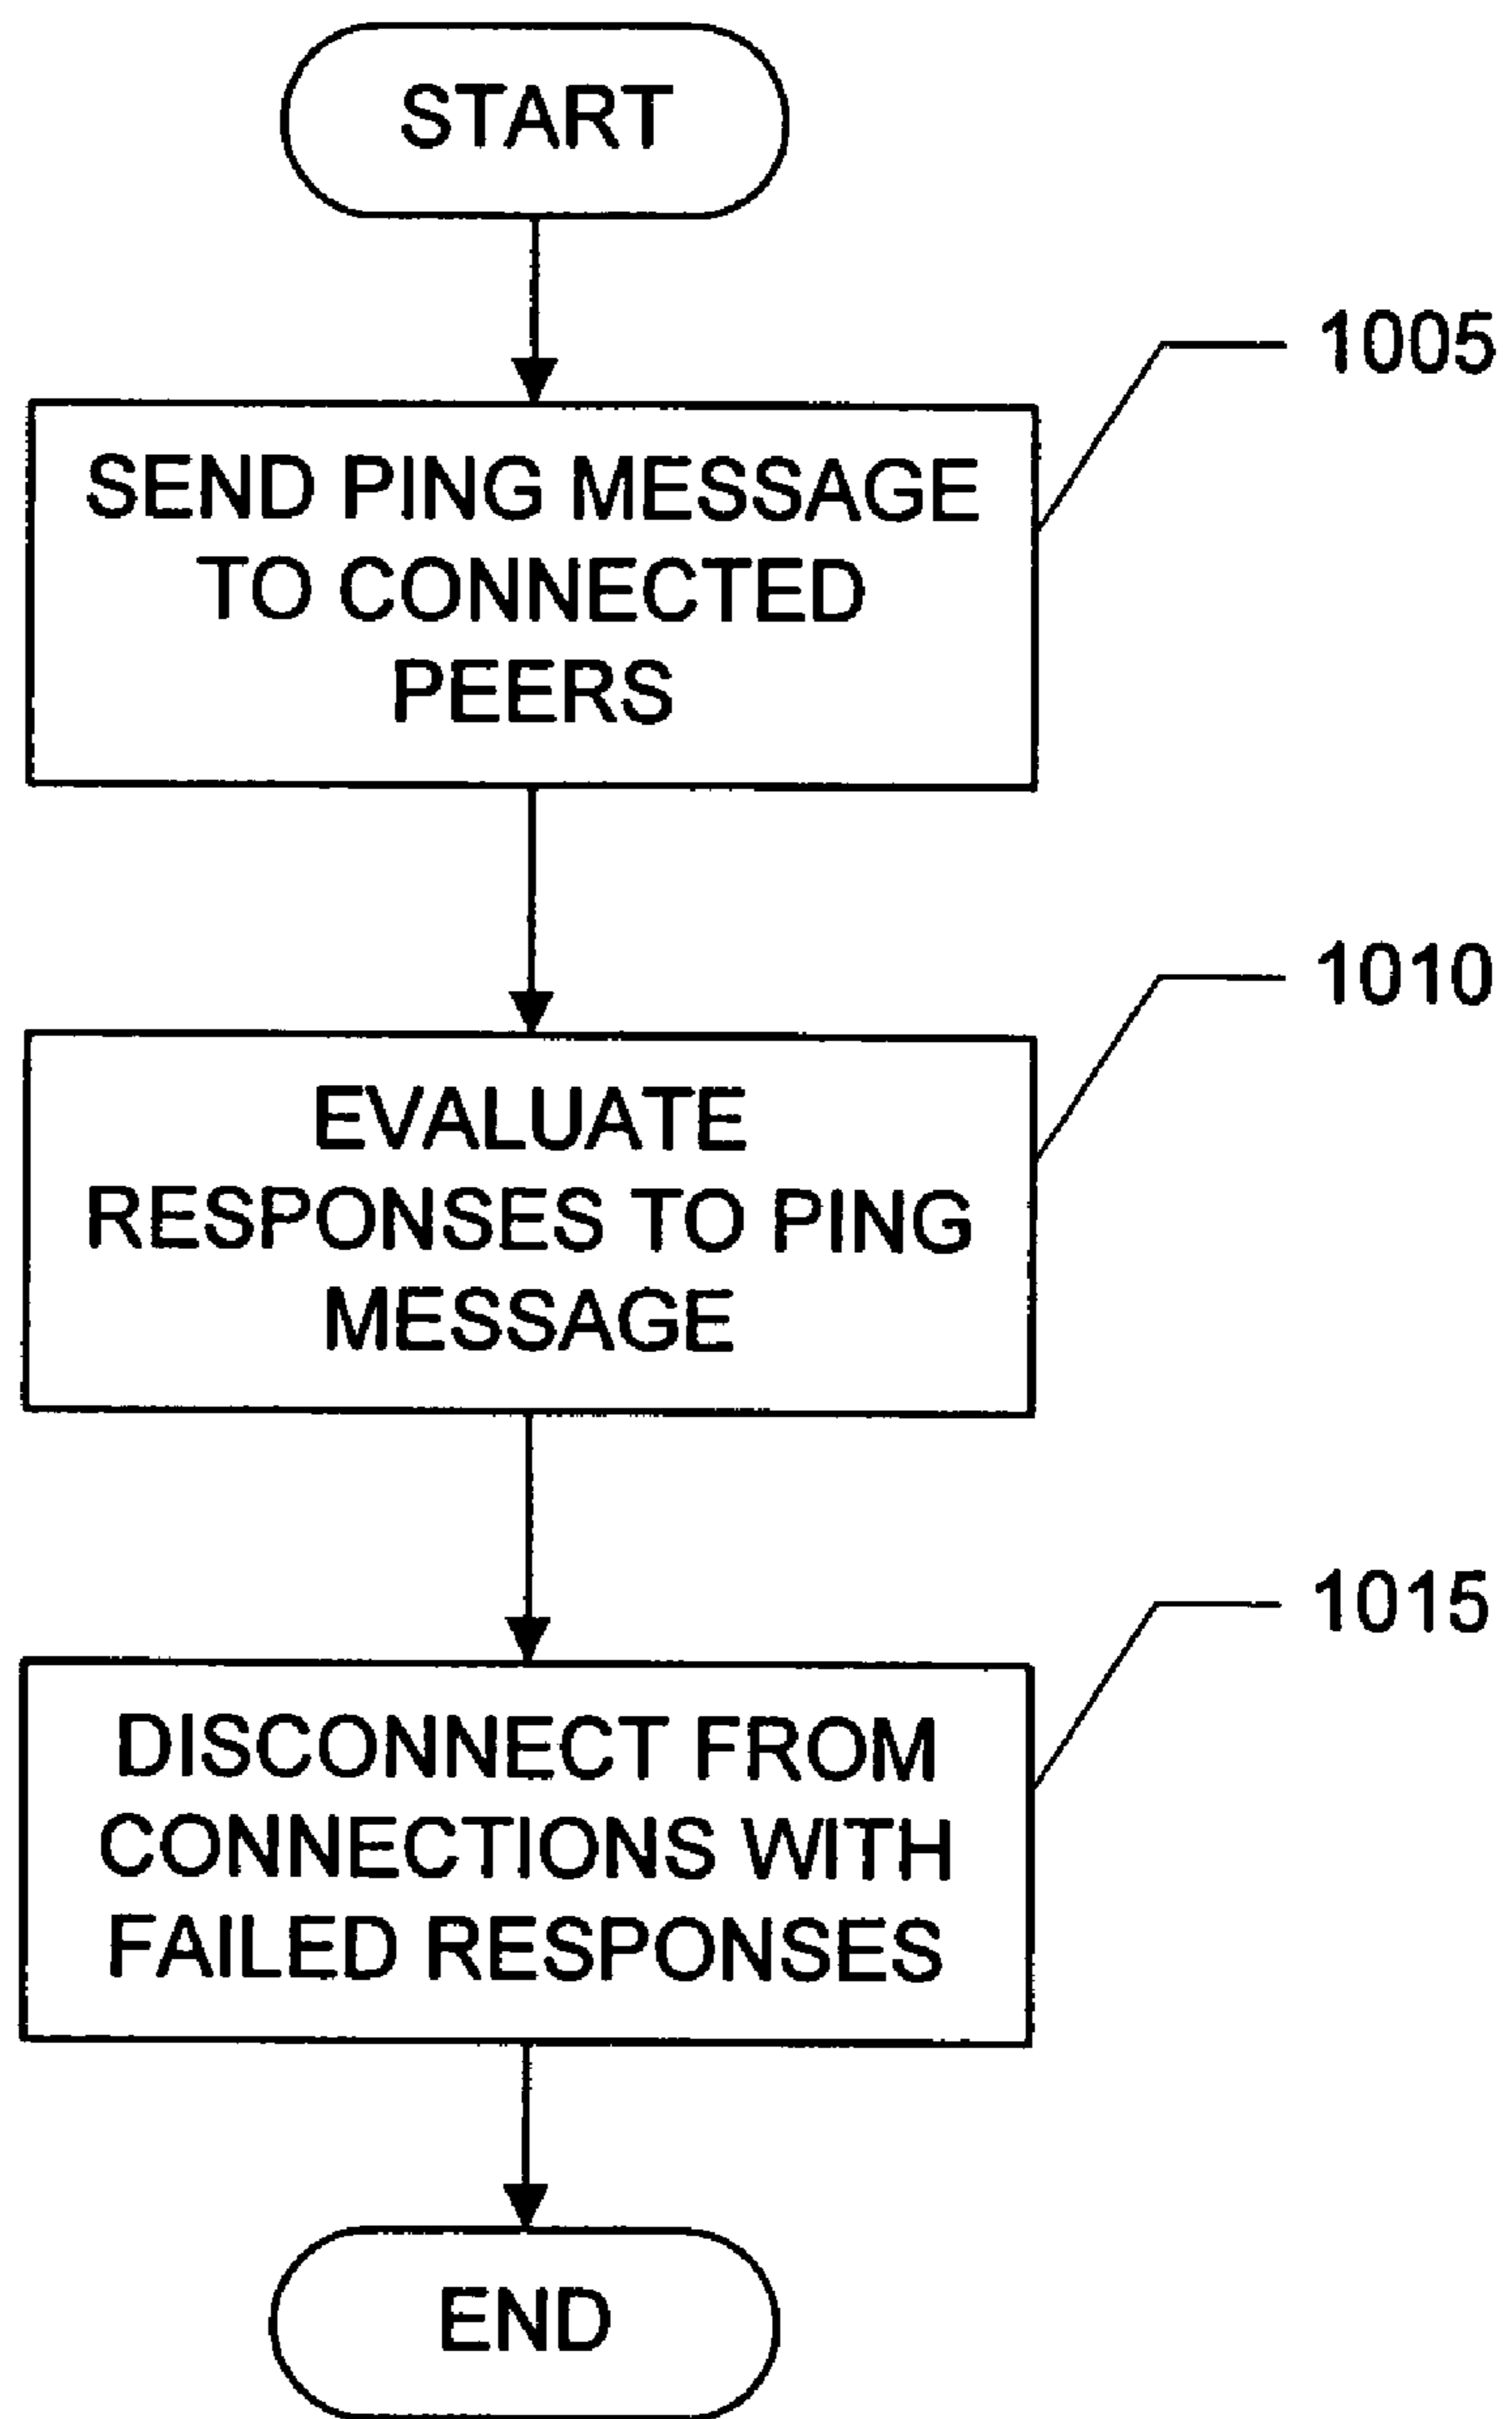 START
1005
SEND PING MESSAGE
TO CONNECTED
PEERS
1010
EVALUATE
RESPONSES TO PING
MESSAGE
1015
DISCONNECT FROM
CONNECTIONS WITH
FAILED RESPONSES
END